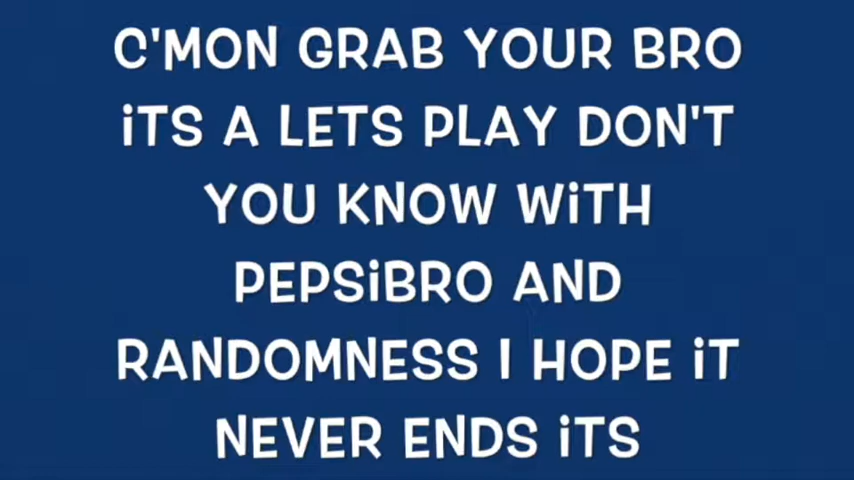 C'MON GRAB YOUR BRO
iTS A LETS PLAY DON'T
YOU KNOW WiTH
PEPSiBRO AND
RANDOMNESS I HOPE iT
NEVER ENDS iTS